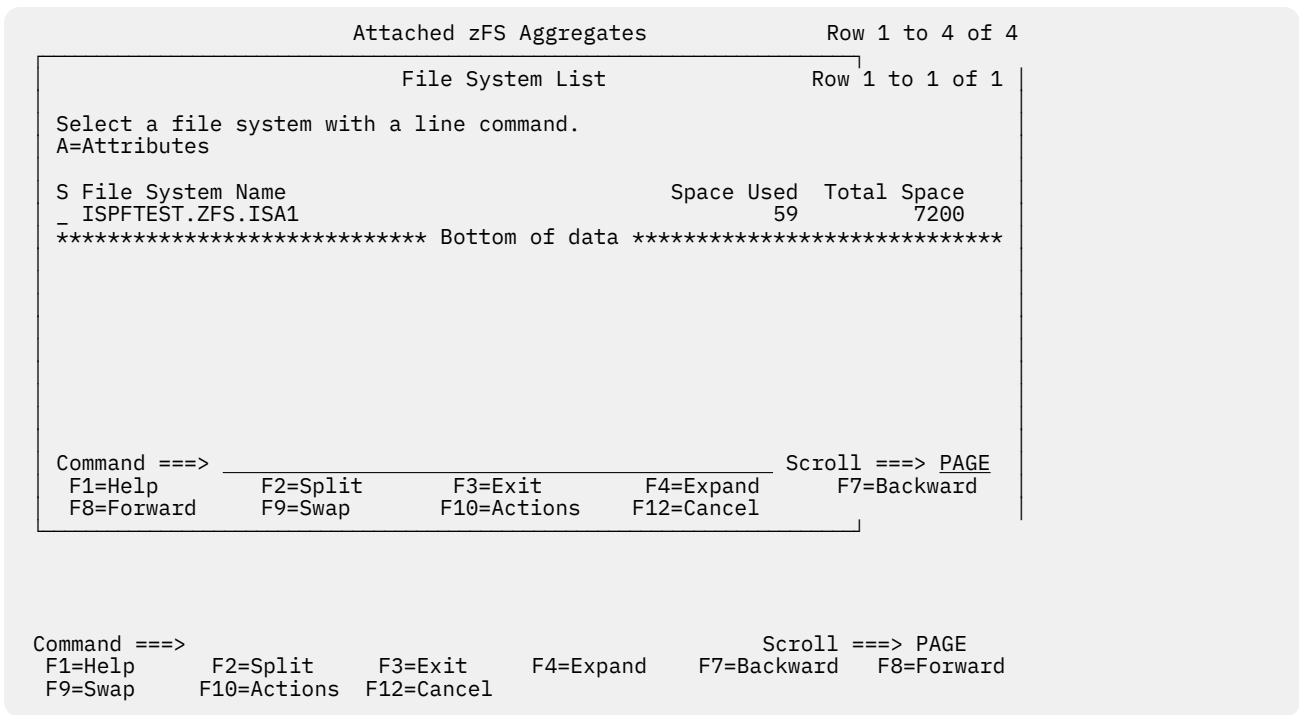 Attached zFS Aggregates Row 1 to 4 of 4
File System List Row 1 to 1 of 1
Select a file system with a line command.
A=Attributes
S File System Name Space Used Total Space
_ ISPFTEST.ZFS.ISA1 59 7200
***************************** Bottom of data *****************************
Command ===> ___________________________________________ Scroll ===> PAGE
F1=Help F2=Split F3=Exit F4=Expand F7=Backward
F8=Forward F9=Swap F10=Actions F12=Cancel
Command ===> Scroll ===> PAGE
F1=Help F2=Split F3=Exit F4=Expand F7=Backward F8=Forward
F9=Swap F10=Actions F12=Cancel